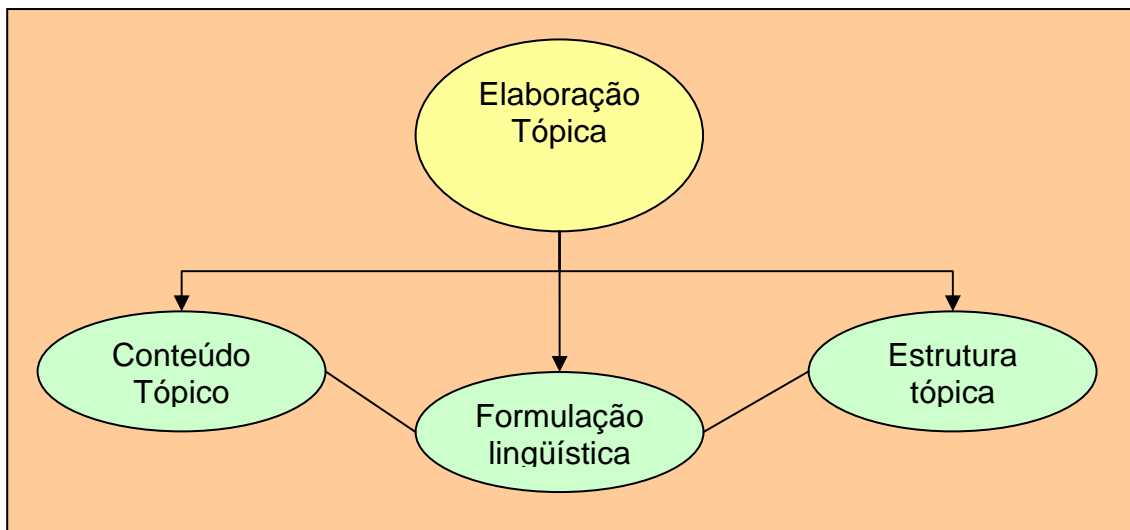 Elaboração
Tópica
Conteúdo
Tópico
Formulação
lingüística
Estrutura
tópica